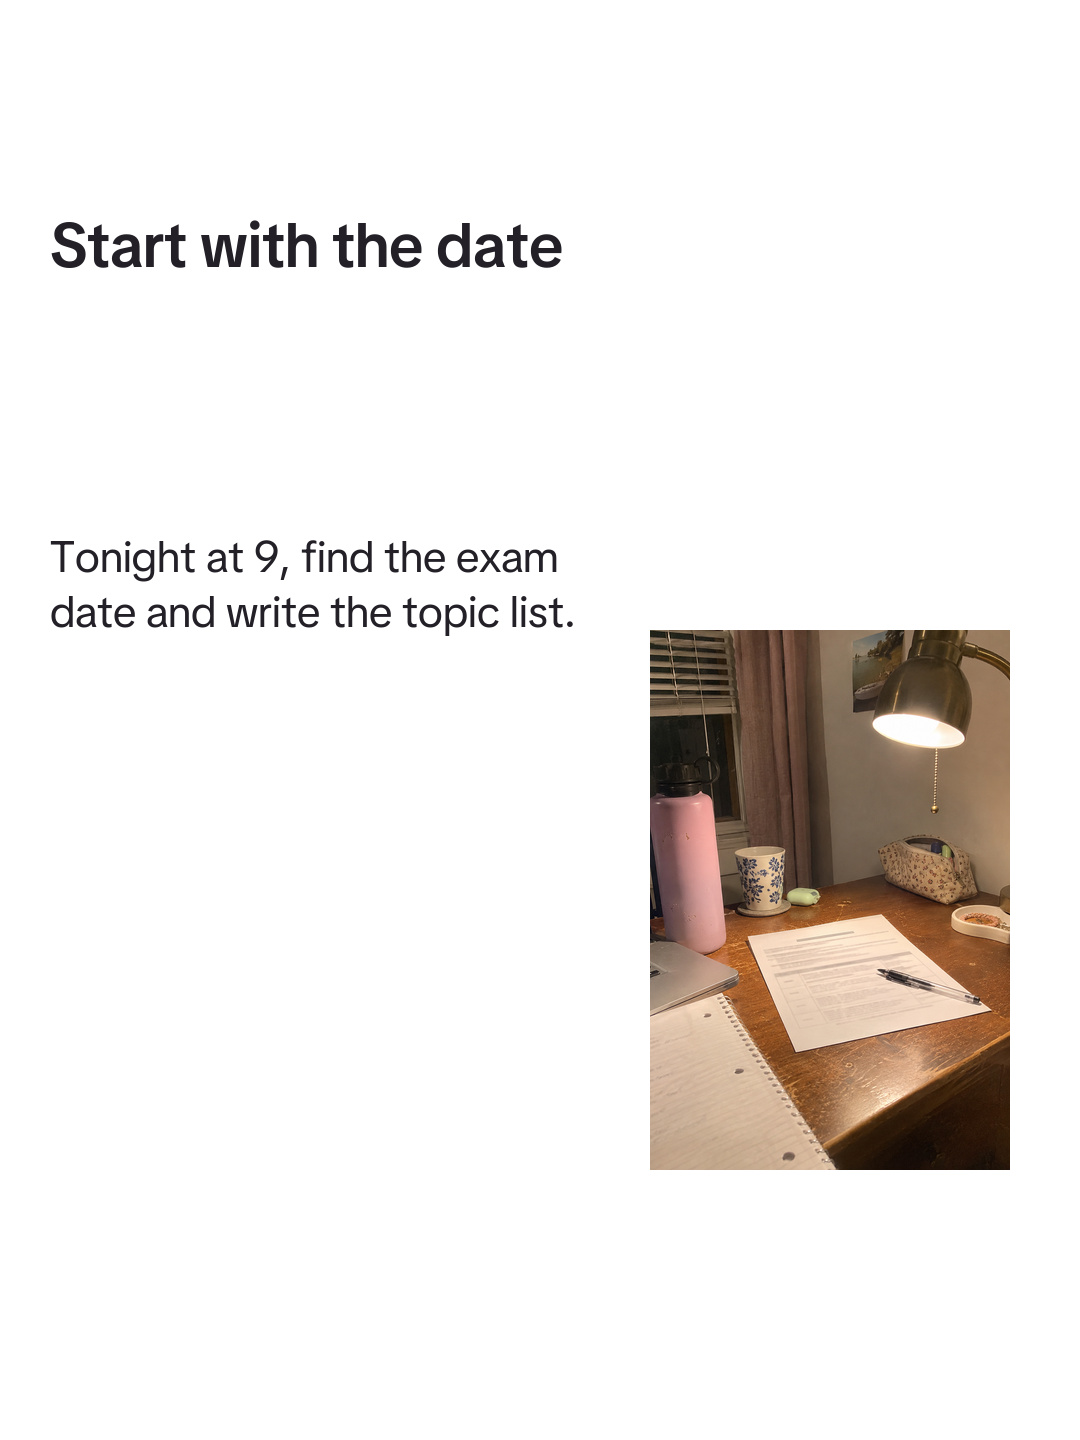 Start with the date
Tonight at 9, find the exam
date and write the topic list.